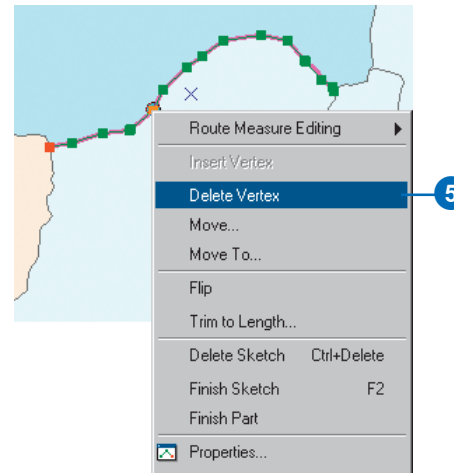 Route Measure Editing
Insert Vertex
Delete Vertex
5
Move...
Move To...
Flip
Trim to Length...
Delete Sketch Ctrl+Delete
Finish Sketch F2
Finish Part
Properties...